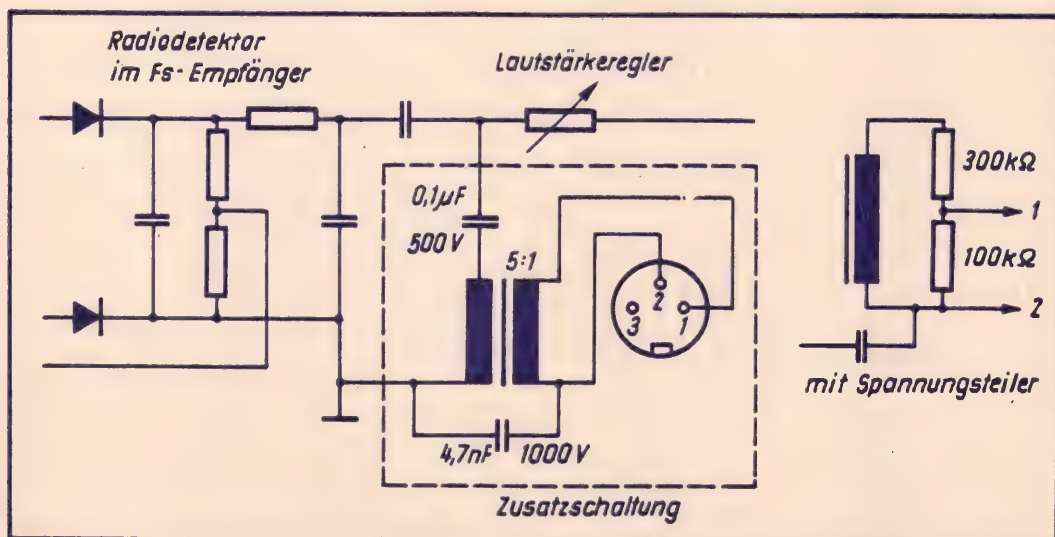 Radiodetektor
im Fs-Empfänger
Lautstärkeregler
0,1µF
500V
5:1
2
3
1
4,7nF
1000V
Zusatzschaltung
300kΩ
1
100kΩ
2
mit Spannungsteiler